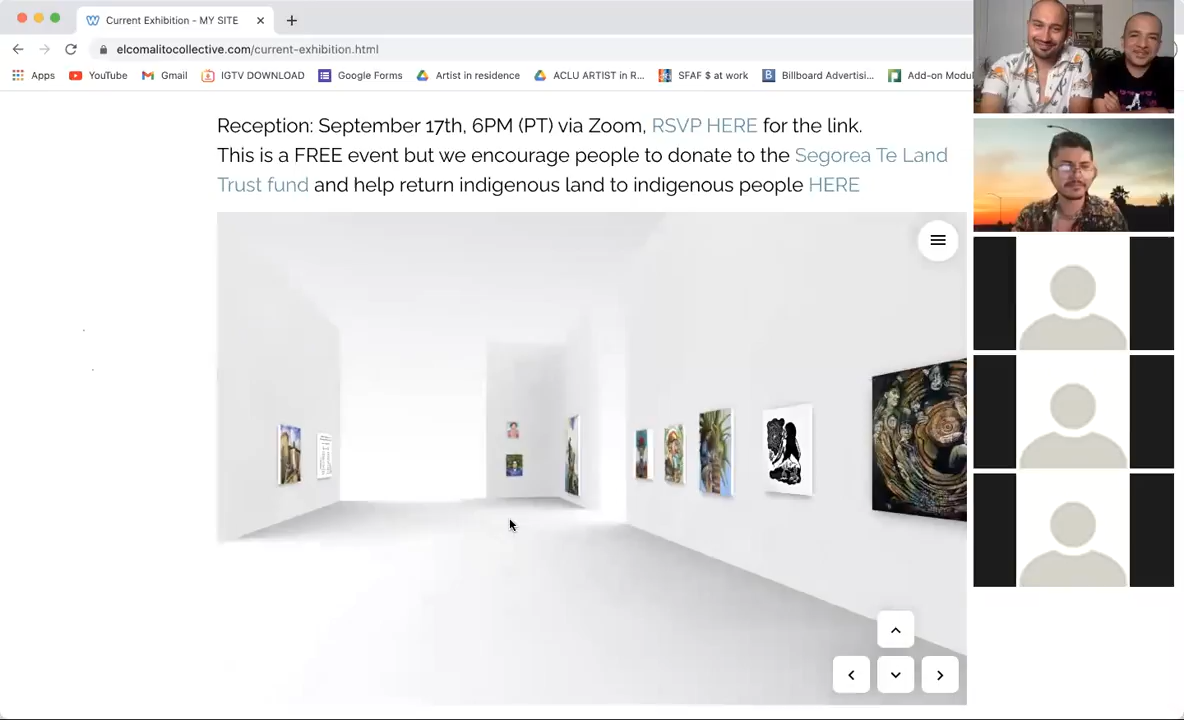 Current Exhibition - MY SITE
elcomalitocollective.com/current-exhibition.html
Apps YouTube Gmail IGTV DOWNLOAD Google Forms Artist in residence ACLU ARTIST in R... SFAF $ at work Billboard Advertisi... Add-on Modu
Reception: September 17th, 6PM (PT) via Zoom, RSVP HERE for the link.
This is a FREE event but we encourage people to donate to the Segorea Te Land
Trust fund and help return indigenous land to indigenous people HERE